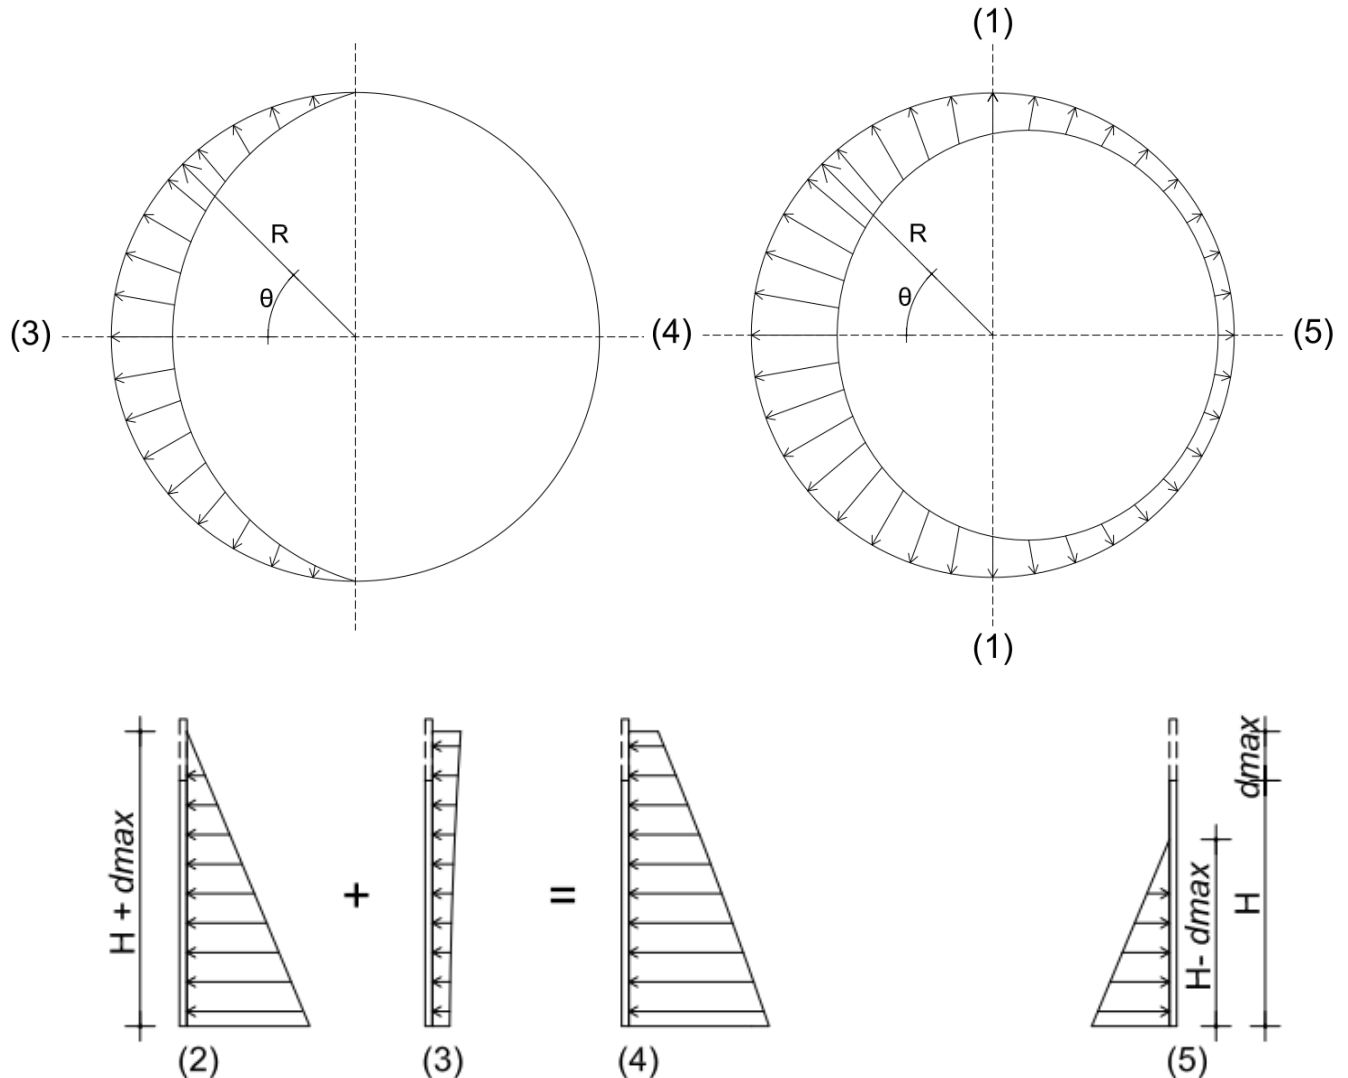 (1)
R
θ
(3)
(4)
R
θ
(5)
(1)
H + dmax
+
=
dmax
H
H- dmax
(2)
(3)
(4)
(5)